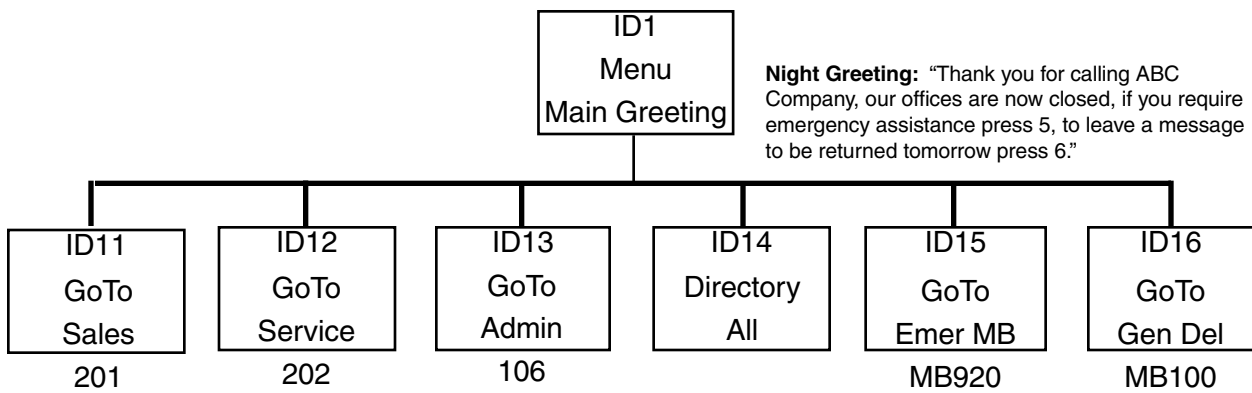 ID1
Menu
Main Greeting
Night Greeting: “Thank you for calling ABC
Company, our offices are now closed, if you require
emergency assistance press 5, to leave a message
to be returned tomorrow press 6.”
ID11
GoTo
Sales
201
ID12
GoTo
Service
202
ID13
GoTo
Admin
106
ID14
Directory
All
ID15
GoTo
Emer MB
MB920
ID16
GoTo
Gen Del
MB100